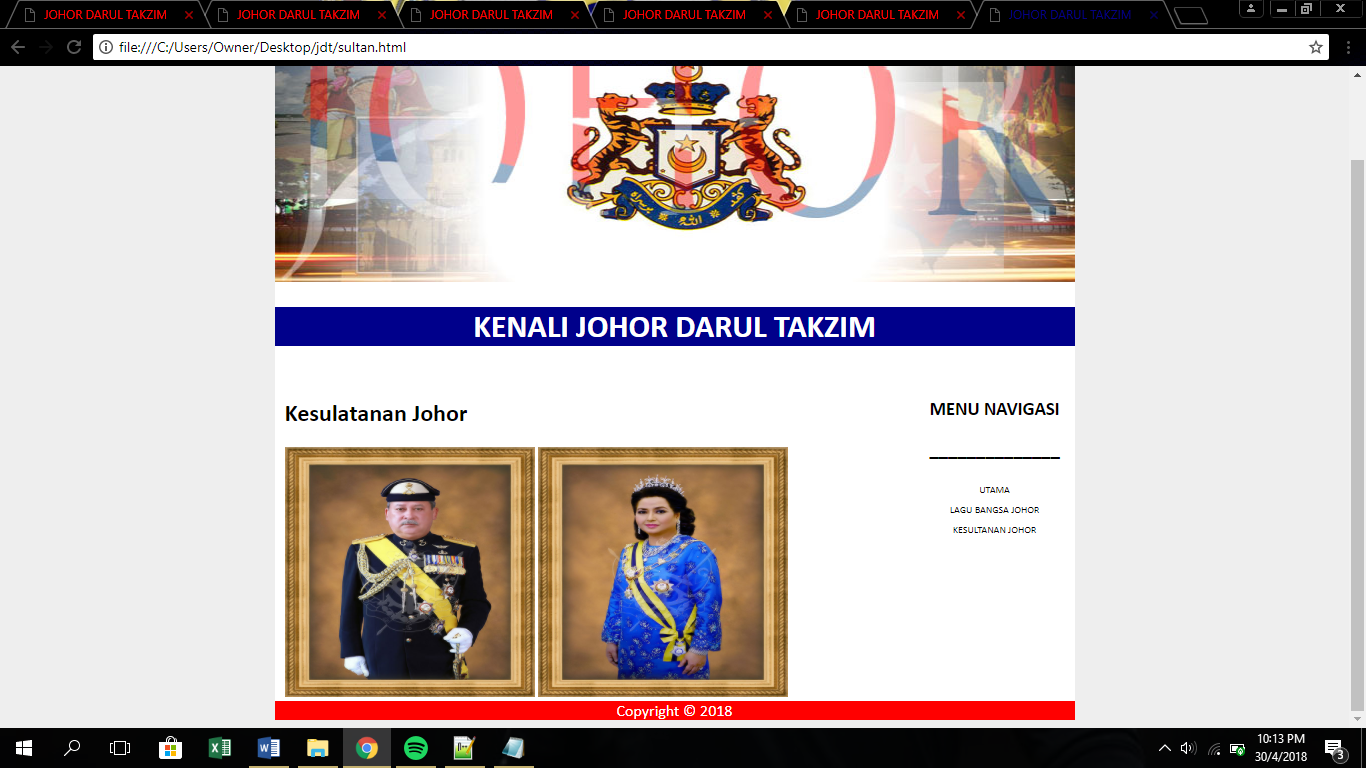 JOHOR DARUL TAKZIM JOHOR DARUL TAKZIM JOHOR DARUL TAKZIM JOHOR DARUL TAKZIM JOHOR DARUL TAKZIM JOHOR DARUL TAKZIM
file:///C:/Users/Owner/Desktop/jdt/sultan.html
JOHOR
KENALI JOHOR DARUL TAKZIM
Kesulatanan Johor
MENU NAVIGASI
UTAMA
LAGU BANGSA JOHOR
KESULTANAN JOHOR
Copyright © 2018
10:13 PM
30/4/2018
3